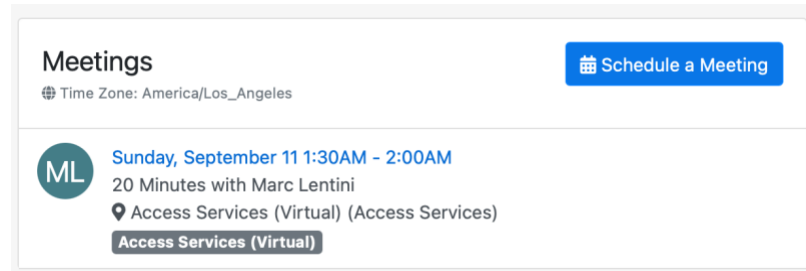 Meetings
Schedule a Meeting
Time Zone: America/Los_Angeles
ML
Sunday, September 11 1:30AM - 2:00AM
20 Minutes with Marc Lentini
Access Services (Virtual) (Access Services)
Access Services (Virtual)